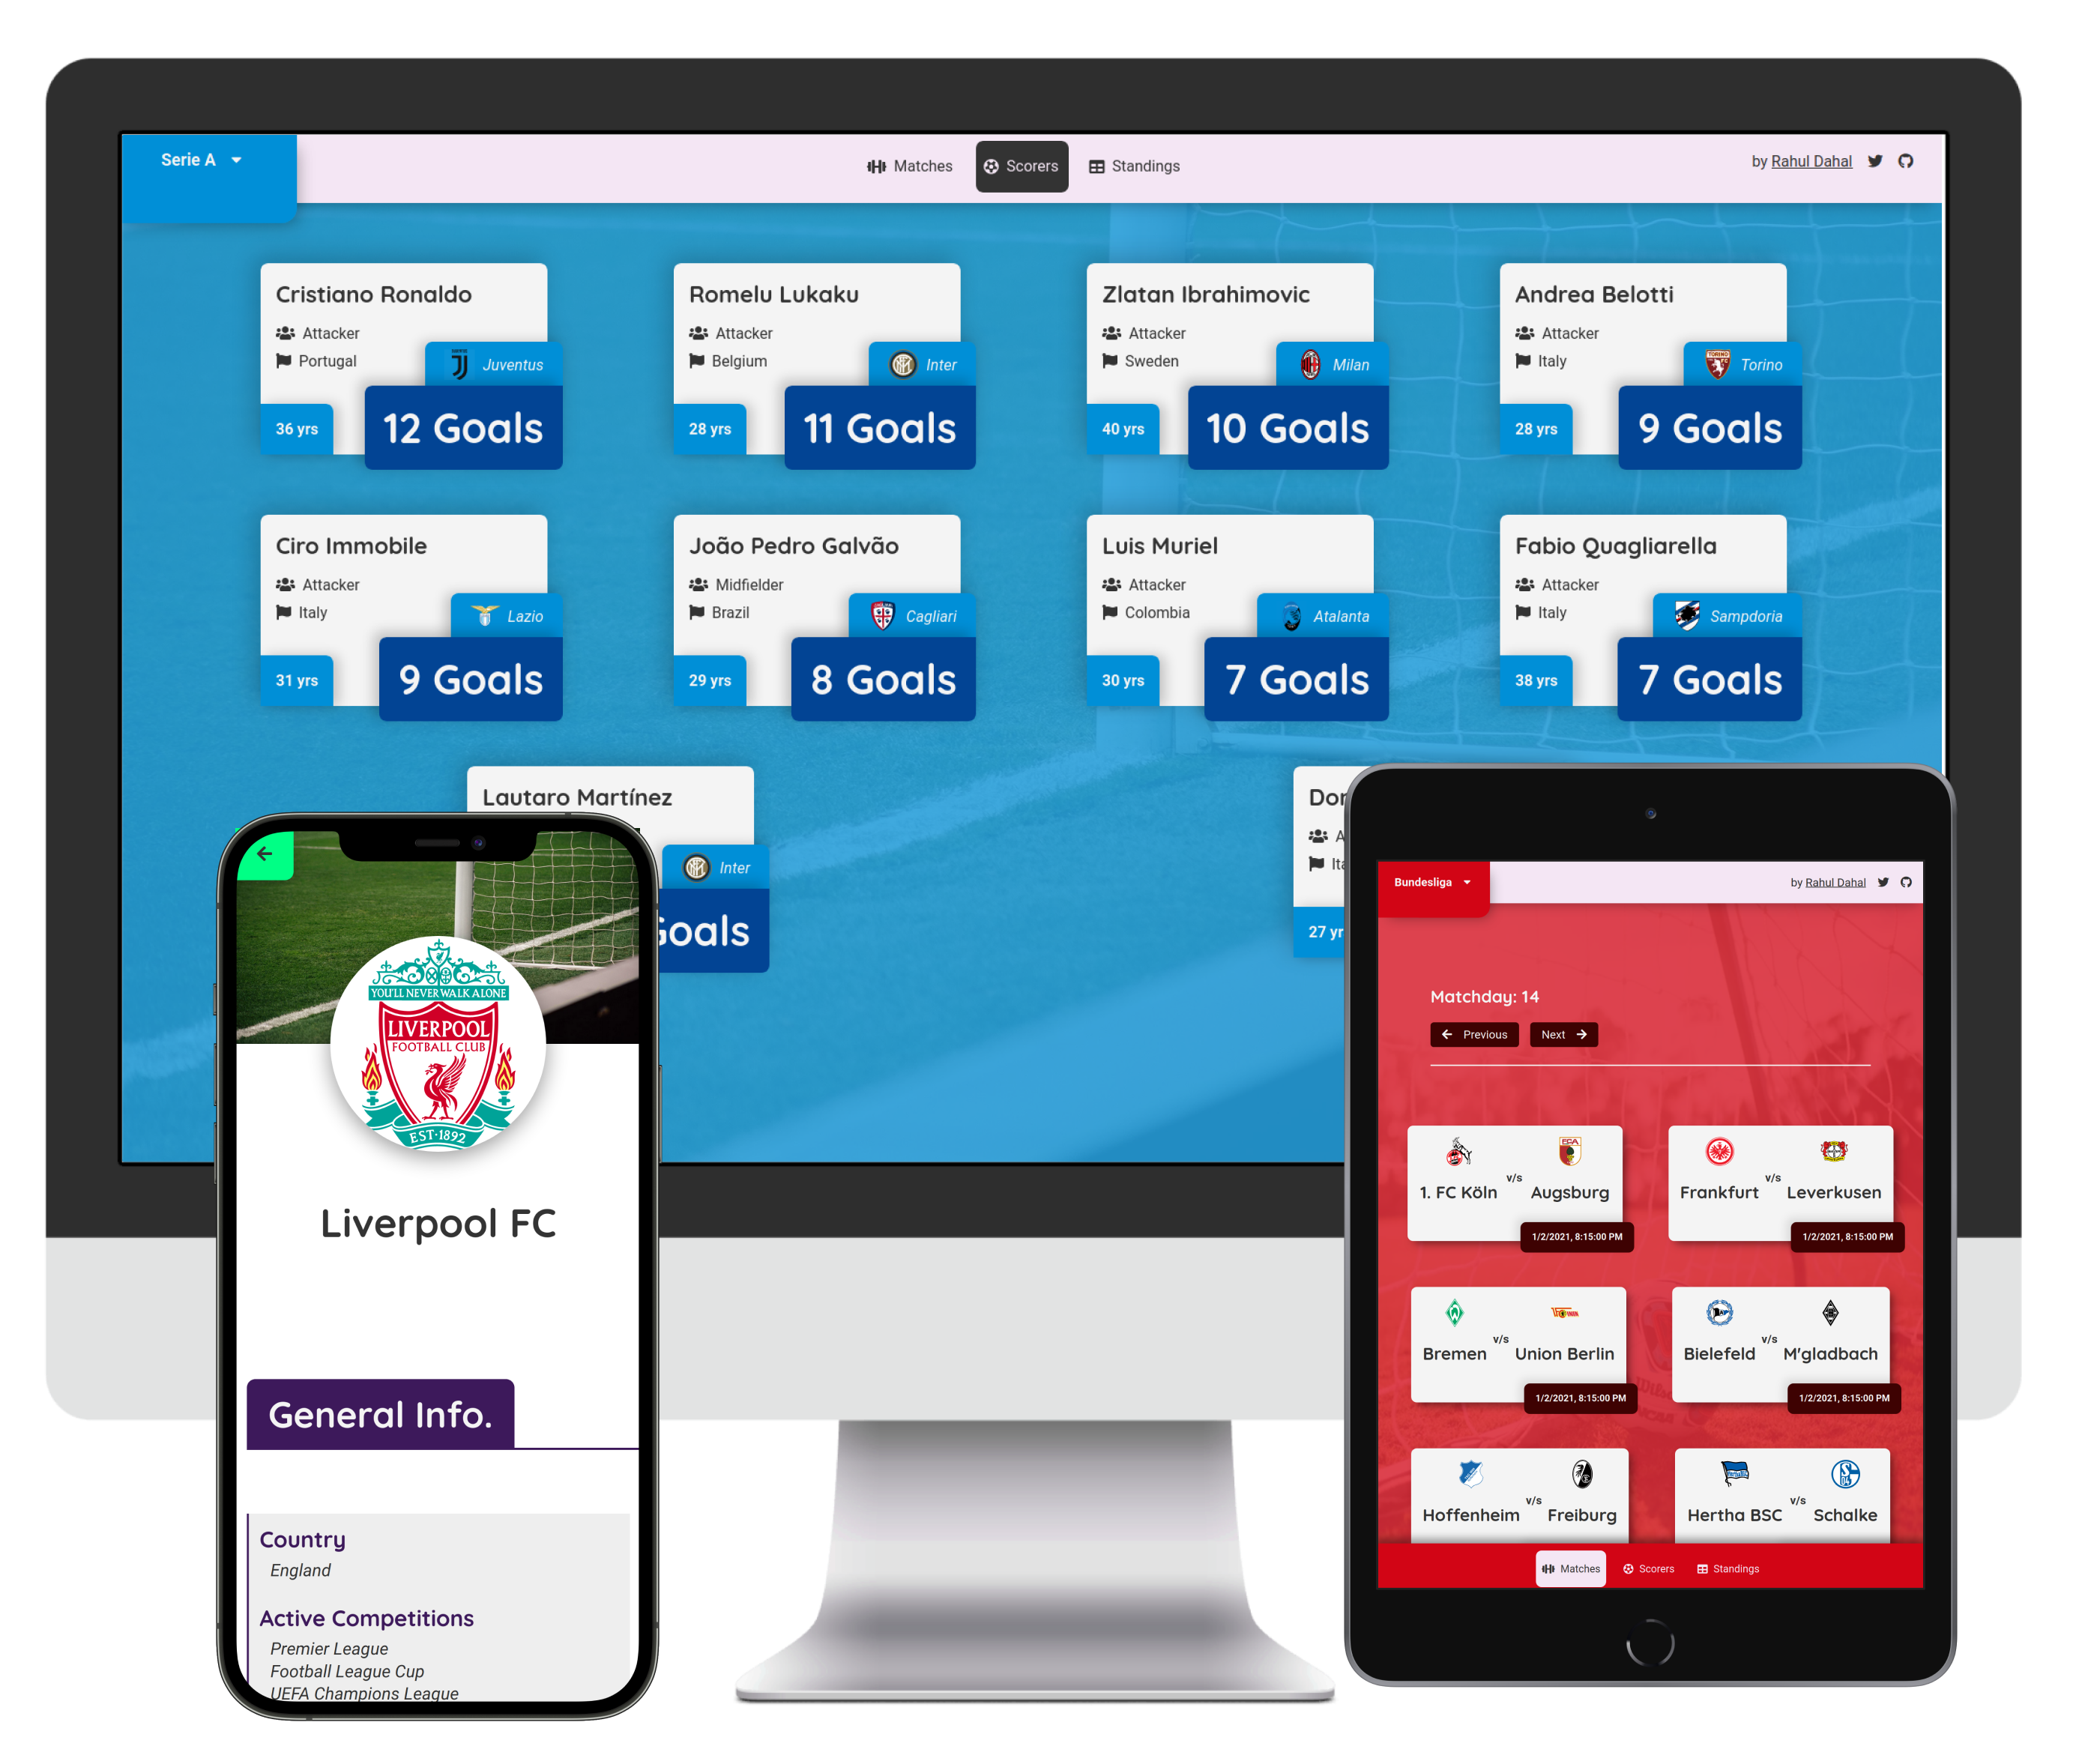 Serie A
Matches
Scorers
Standings
by Rahul Dahal
Cristiano Ronaldo
Attacker
Portugal
Juventus
36 yrs
12 Goals
Romelu Lukaku
Attacker
Belgium
Inter
28 yrs
11 Goals
Zlatan Ibrahimovic
Attacker
Sweden
Milan
40 yrs
10 Goals
Andrea Belotti
Attacker
Italy
TORINO
Torino
28 yrs
9 Goals
Ciro Immobile
Attacker
Italy
Lazio
31 yrs
9 Goals
João Pedro Galvão
Midfielder
Brazil
Cagliari
29 yrs
8 Goals
Luis Muriel
Attacker
Colombia
Atalanta
30 yrs
7 Goals
Fabio Quagliarella
Attacker
Italy
Sampdoria
38 yrs
7 Goals
Lautaro Martínez
Inter
Goals
Dor
A
Ita
27 yr
YOU'LL NEVER WALK ALONE
LIVERPOOL
FOOTBALL CLUB
EST·1892
Liverpool FC
General Info.
Country
England
Active Competitions
Premier League
Football League Cup
UEFA Champions League
Bundesliga
by Rahul Dahal
Matchday: 14
Previous
Next
1. FC Köln v/s Augsburg
1/2/2021, 8:15:00 PM
Frankfurt v/s Leverkusen
1/2/2021, 8:15:00 PM
Bremen v/s Union Berlin
1/2/2021, 8:15:00 PM
Bielefeld v/s M'gladbach
1/2/2021, 8:15:00 PM
Hoffenheim v/s Freiburg
Hertha BSC v/s Schalke
Matches
Scorers
Standings